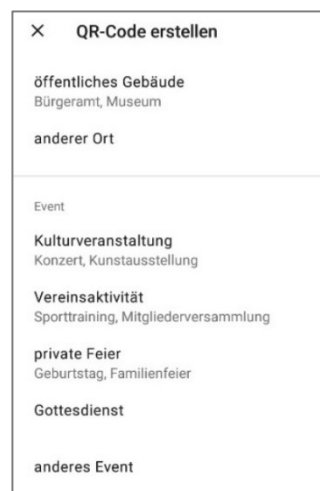 × QR-Code erstellen
öffentliches Gebäude
Bürgeramt, Museum
anderer Ort
Event
Kulturveranstaltung
Konzert, Kunstausstellung
Vereinsaktivität
Sporttraining, Mitgliederversammlung
private Feier
Geburtstag, Familienfeier
Gottesdienst
anderes Event